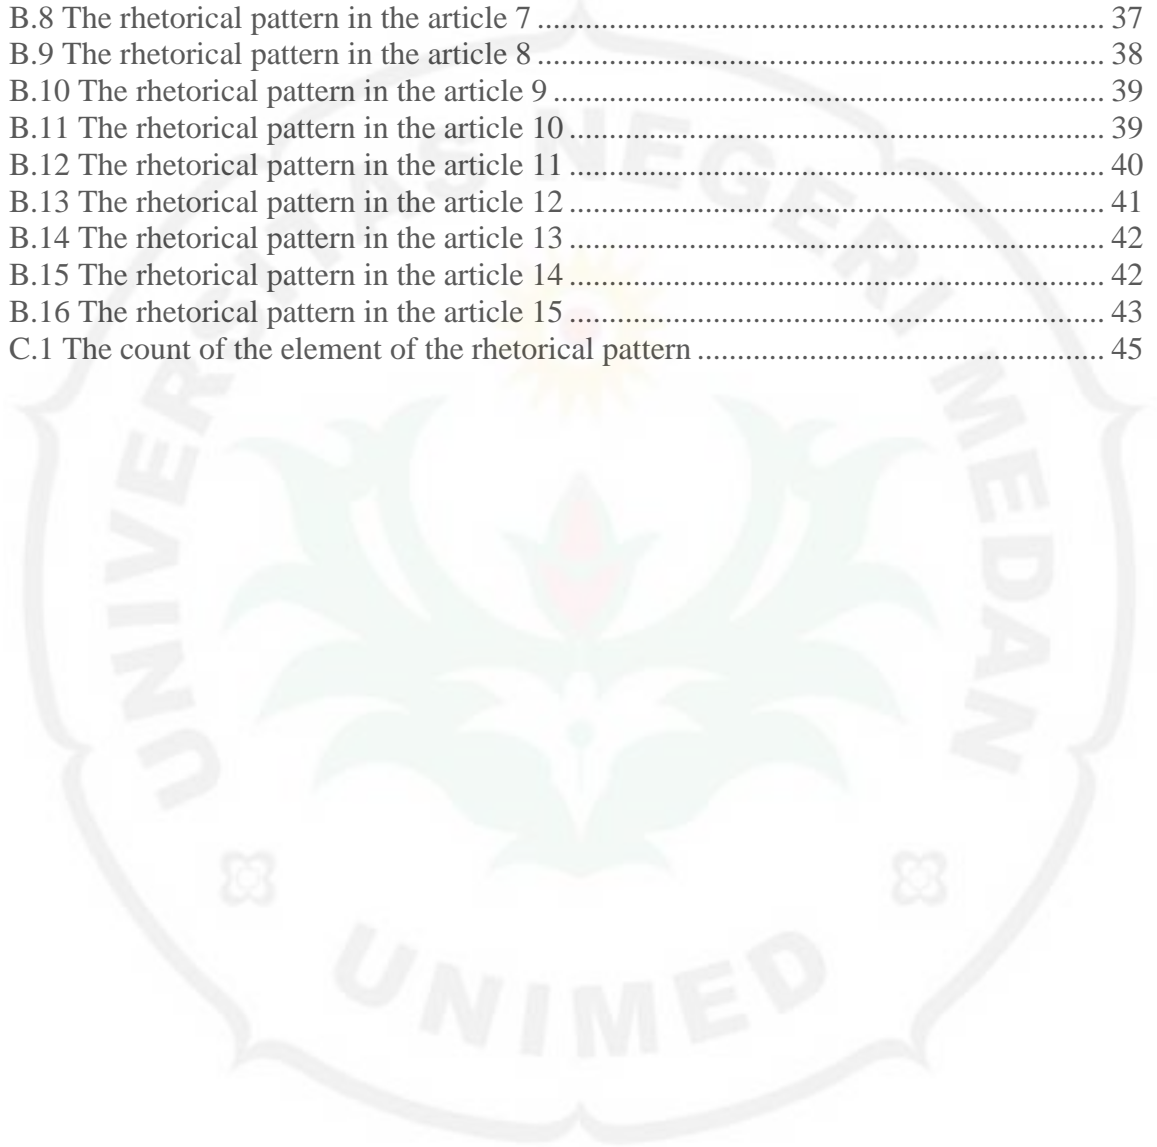 B.8 The rhetorical pattern in the article 7 ........................................................................ 37
B.9 The rhetorical pattern in the article 8 ........................................................................ 38
B.10 The rhetorical pattern in the article 9 ...................................................................... 39
B.11 The rhetorical pattern in the article 10 .................................................................... 39
B.12 The rhetorical pattern in the article 11 .................................................................... 40
B.13 The rhetorical pattern in the article 12 .................................................................... 41
B.14 The rhetorical pattern in the article 13 .................................................................... 42
B.15 The rhetorical pattern in the article 14 .................................................................... 42
B.16 The rhetorical pattern in the article 15 .................................................................... 43
C.1 The count of the element of the rhetorical pattern .................................................... 45
UNIVERSITAS NEGERI MEDAN
UNIMED